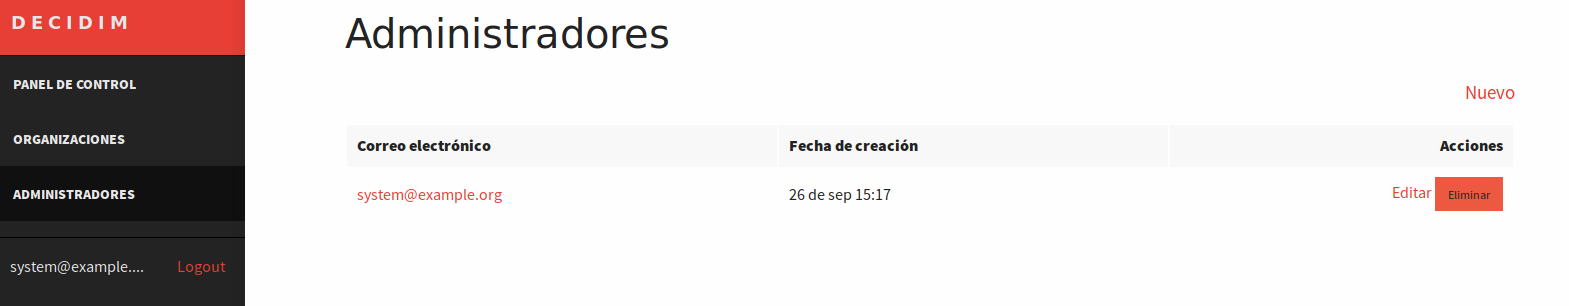 DECIDIM
PANEL DE CONTROL
ORGANIZACIONES
ADMINISTRADORES
system@example.... Logout
Administradores
Nuevo
Correo electrónico Fecha de creación Acciones
system@example.org 26 de sep 15:17 Editar Eliminar